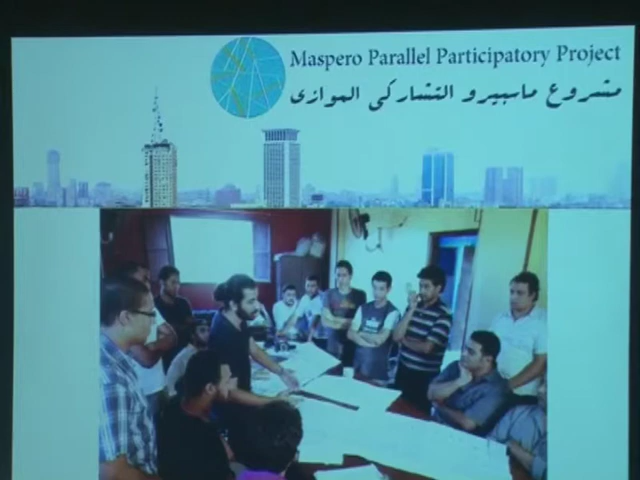 Maspero Parallel Participatory Project
مشروع ماسبيرو التشاركى الموازى